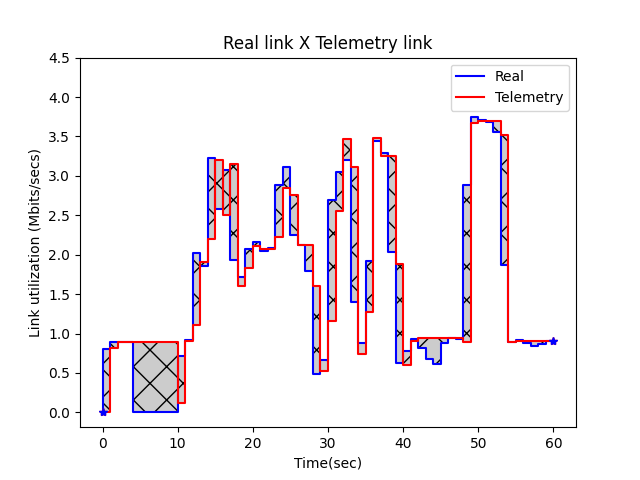 Real link X Telemetry link
Real
Telemetry
Link utilization (Mbits/secs)
4.5
4.0
3.5
3.0
2.5
2.0
1.5
1.0
0.5
0.0
0 10 20 30 40 50 60
Time(sec)